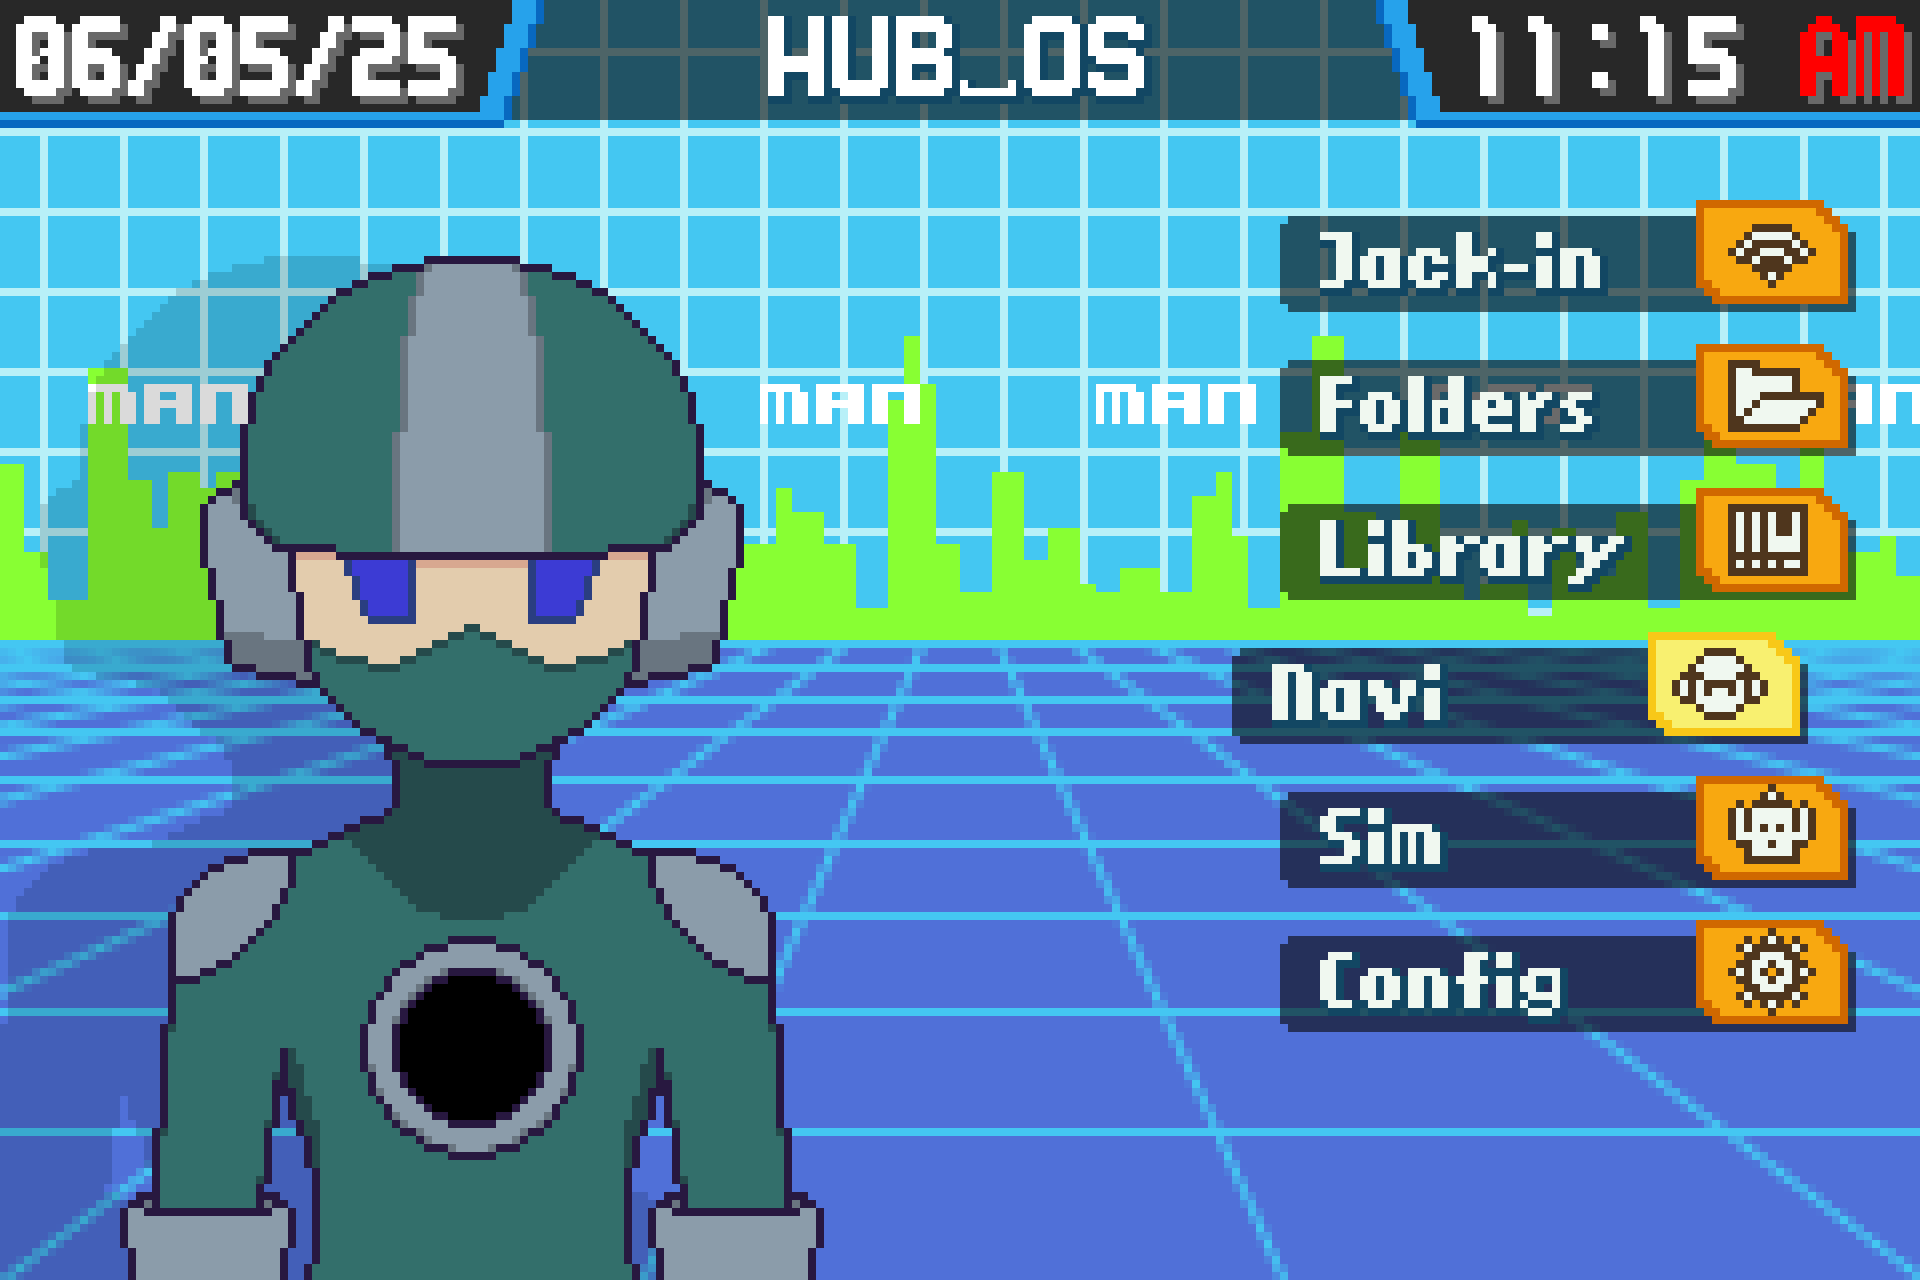 06/05/25 HUB_OS 11:15 AM
Jack-in
MAN MAN MAN Folders
Library
Navi
Sim
Config